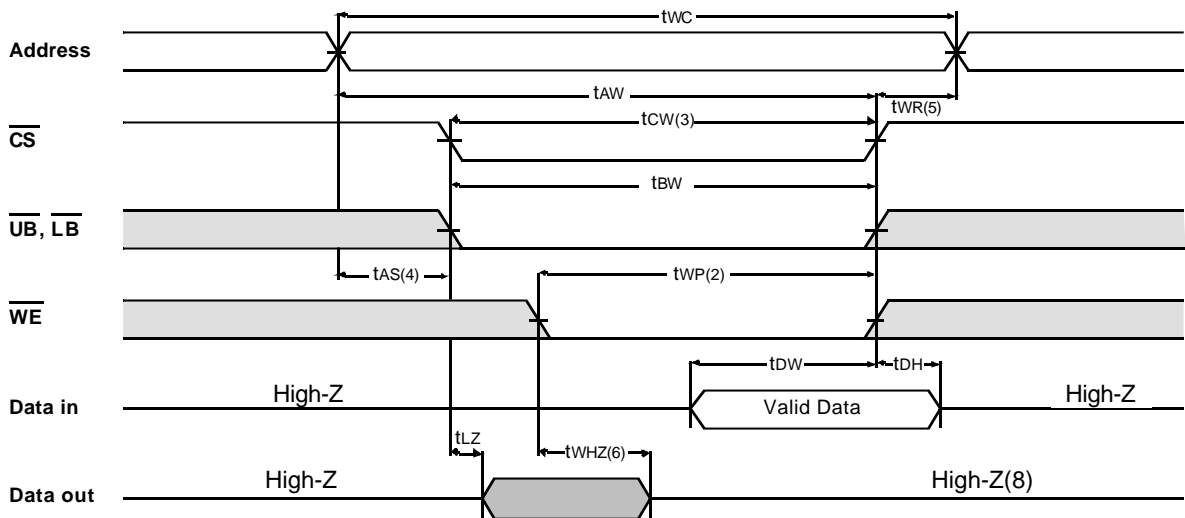 tWC
Address
tAW
tWR(5)
tCW(3)
CS
tBW
UB, LB
tAS(4)
tWP(2)
WE
tDW
tDH
High-Z
High-Z
Data in
Valid Data
tLZ
tWHZ(6)
High-Z
High-Z(8)
Data out